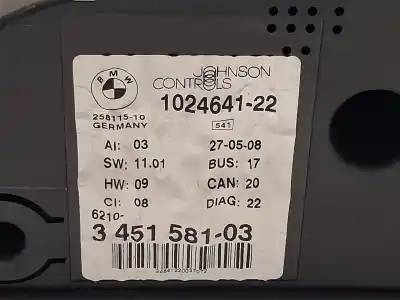 BMW
JOHNSON
CONTROLS
1024641-22
258115-10
GERMANY
541
AI: 03 27-05-08
SW: 11.01 BUS: 17
HW: 09 CAN: 20
CI: 08 DIAG: 22
6210-
3 451 581-03